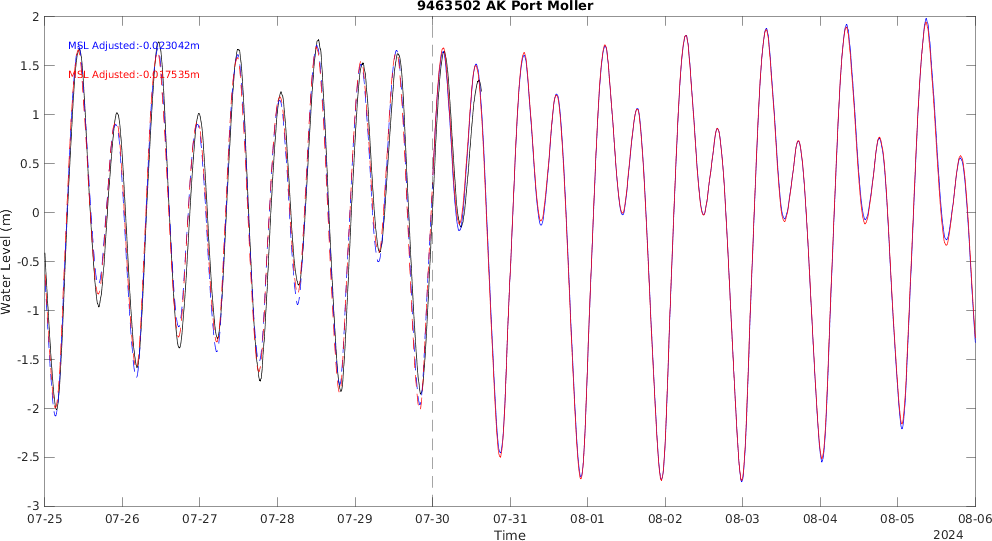 9463502 AK Port Moller
MSL Adjusted:-0.023042m
MSL Adjusted:-0.017535m
Water Level (m)
2
1.5
1
0.5
0
-0.5
-1
-1.5
-2
-2.5
-3
07-25 07-26 07-27 07-28 07-29 07-30 07-31 08-01 08-02 08-03 08-04 08-05 08-06
Time
2024